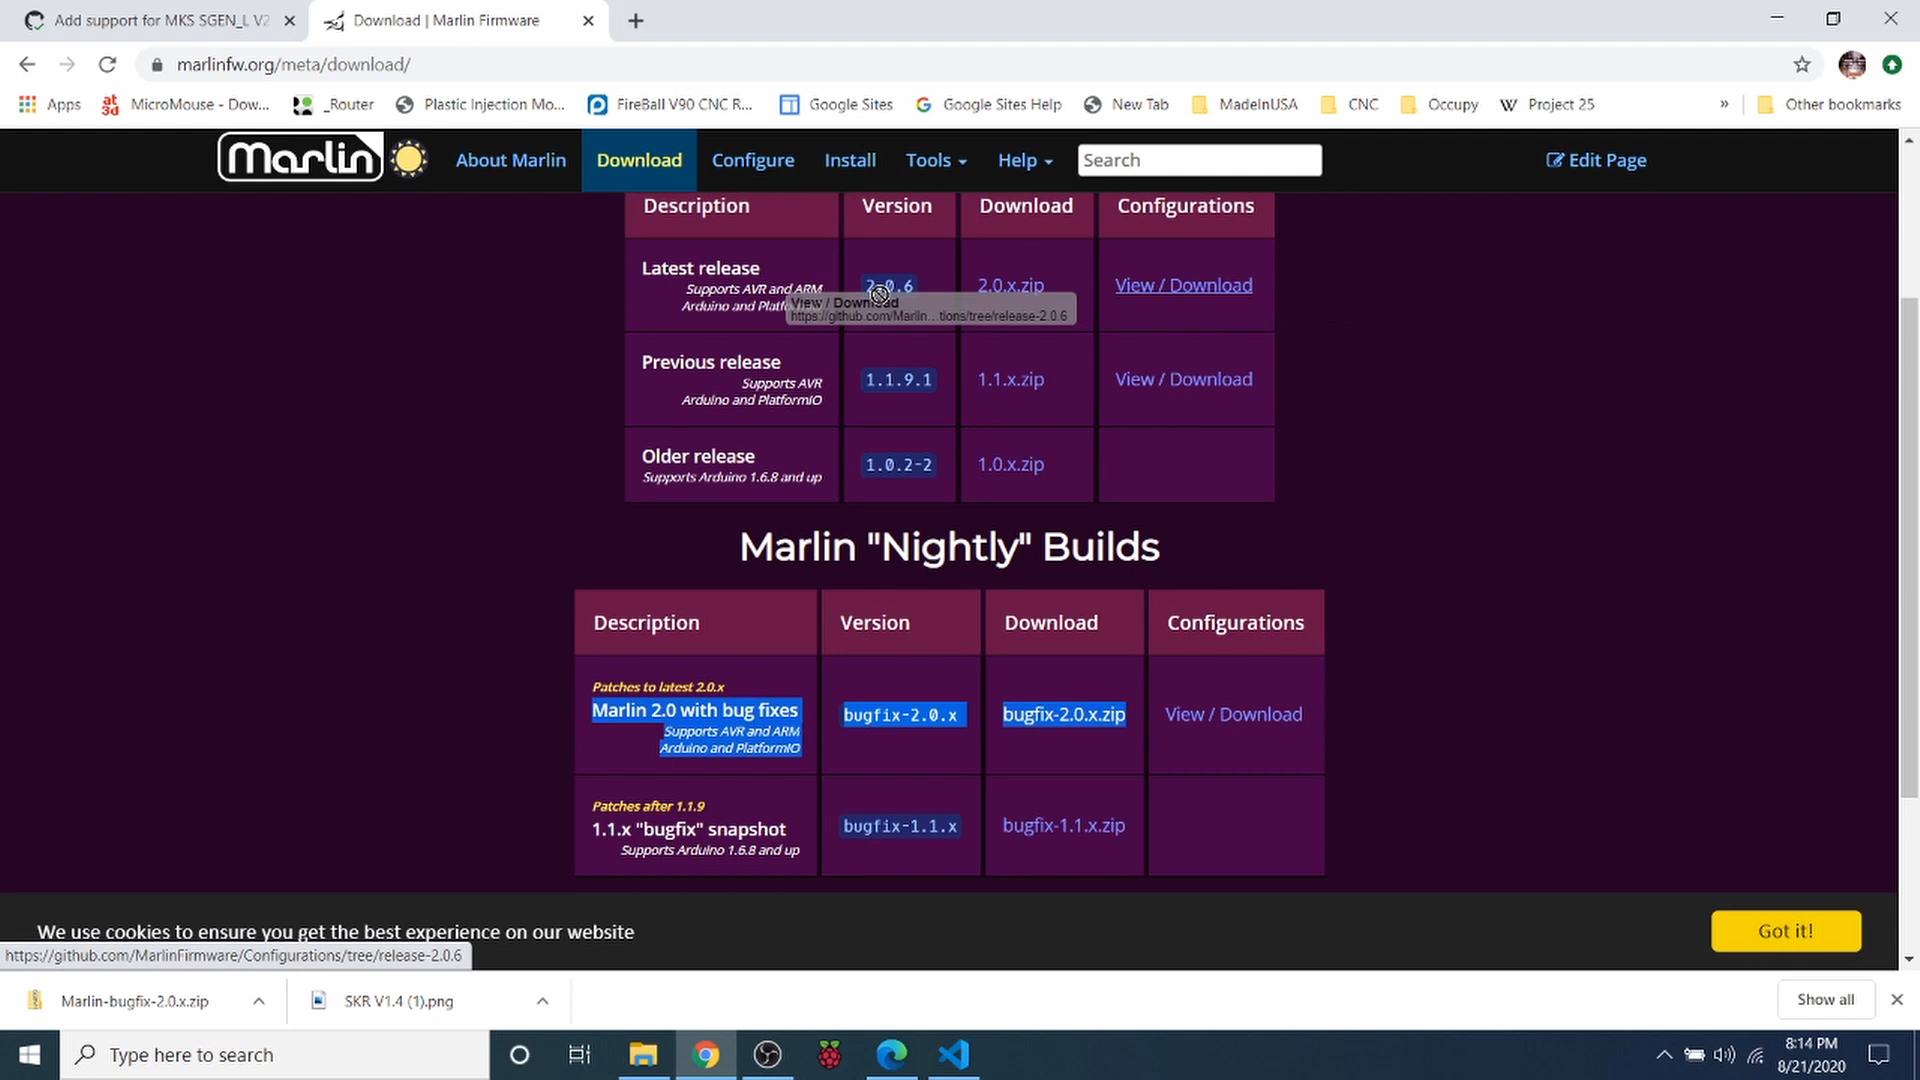 Add support for MKS SGEN_L V2
Download | Marlin Firmware
marlinfw.org/meta/download/
Apps
MicroMouse - Dow...
_Router
Plastic Injection Mo...
FireBall V90 CNC R...
Google Sites
Google Sites Help
New Tab
MadeInUSA
CNC
Occupy
Project 25
»
Other bookmarks
Marlin
About Marlin
Download
Configure
Install
Tools
Help
Search
Edit Page
Description Version Download Configurations
Latest release
Supports AVR and ARM
Arduino and
2.0.6
2.0.x.zip
View / Download
View / Download
https://github.com/Marlin...tions/tree/release-2.0.6
Previous release
Supports AVR
Arduino and PlatformIO
1.1.9.1
1.1.x.zip
View / Download
Older release
Supports Arduino 1.6.8 and up
1.0.2-2
1.0.x.zip
Marlin "Nightly" Builds
Description Version Download Configurations
Patches to latest 2.0.x
Marlin 2.0 with bug fixes
Supports AVR and ARM
Arduino and PlatformIO
bugfix-2.0.x
bugfix-2.0.x.zip
View / Download
Patches after 1.1.9
1.1.x "bugfix" snapshot
Supports Arduino 1.6.8 and up
bugfix-1.1.x
bugfix-1.1.x.zip
We use cookies to ensure you get the best experience on our website
Got it!
https://github.com/MarlinFirmware/Configurations/tree/release-2.0.6
Marlin-bugfix-2.0.x.zip
SKR V1.4 (1).png
Show all
Type here to search
8:14 PM
8/21/2020